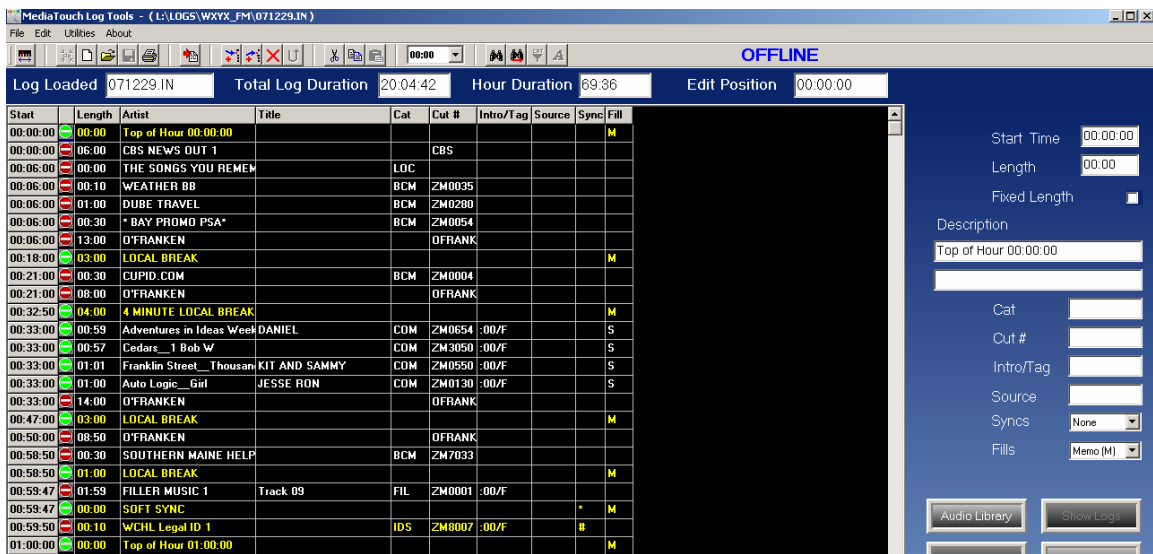 MediaTouch Log Tools - ( L:\LOGS\WXYX_FM\071229.IN )
File Edit Utilities About
00:00
OFFLINE
Log Loaded 071229.IN Total Log Duration 20:04:42 Hour Duration 69:36 Edit Position 00:00:00
Start Length Artist Title Cat Cut # Intro/Tag Source Sync Fill
00:00:00 00:00 Top of Hour 00:00:00 M
00:00:00 06:00 CBS NEWS OUT 1 CBS
00:06:00 00:00 THE SONGS YOU REMEM LOC
00:06:00 00:10 WEATHER BB BCM ZM0035
00:06:00 01:00 DUBE TRAVEL BCM ZM0280
00:06:00 00:30 * BAY PROMO PSA* BCM ZM0054
00:06:00 13:00 O'FRANKEN OFRANK
00:18:00 03:00 LOCAL BREAK M
00:21:00 00:30 CUPID.COM BCM ZM0004
00:21:00 08:00 O'FRANKEN OFRANK
00:32:50 04:00 4 MINUTE LOCAL BREAK M
00:33:00 00:59 Adventures in Ideas Week DANIEL COM ZM0654 :00/F S
00:33:00 00:57 Cedars__1 Bob W COM ZM3050 :00/F S
00:33:00 01:01 Franklin Street__Thousan KIT AND SAMMY COM ZM0550 :00/F S
00:33:00 01:00 Auto Logic__Girl JESSE RON COM ZM0130 :00/F S
00:33:00 14:00 O'FRANKEN OFRANK
00:47:00 03:00 LOCAL BREAK M
00:50:00 08:50 O'FRANKEN OFRANK
00:58:50 00:30 SOUTHERN MAINE HELP BCM ZM7033
00:58:50 01:00 LOCAL BREAK M
00:59:47 01:59 FILLER MUSIC 1 Track 09 FIL ZM0001 :00/F
00:59:47 00:00 SOFT SYNC * M
00:59:50 00:10 WCHL Legal ID 1 IDS ZM8007 :00/F #
01:00:00 00:00 Top of Hour 01:00:00 M
Start Time 00:00:00
Length 00:00
Fixed Length
Description
Top of Hour 00:00:00
Cat
Cut #
Intro/Tag
Source
Syncs None
Fills Memo (M)
Audio Library Show Logs